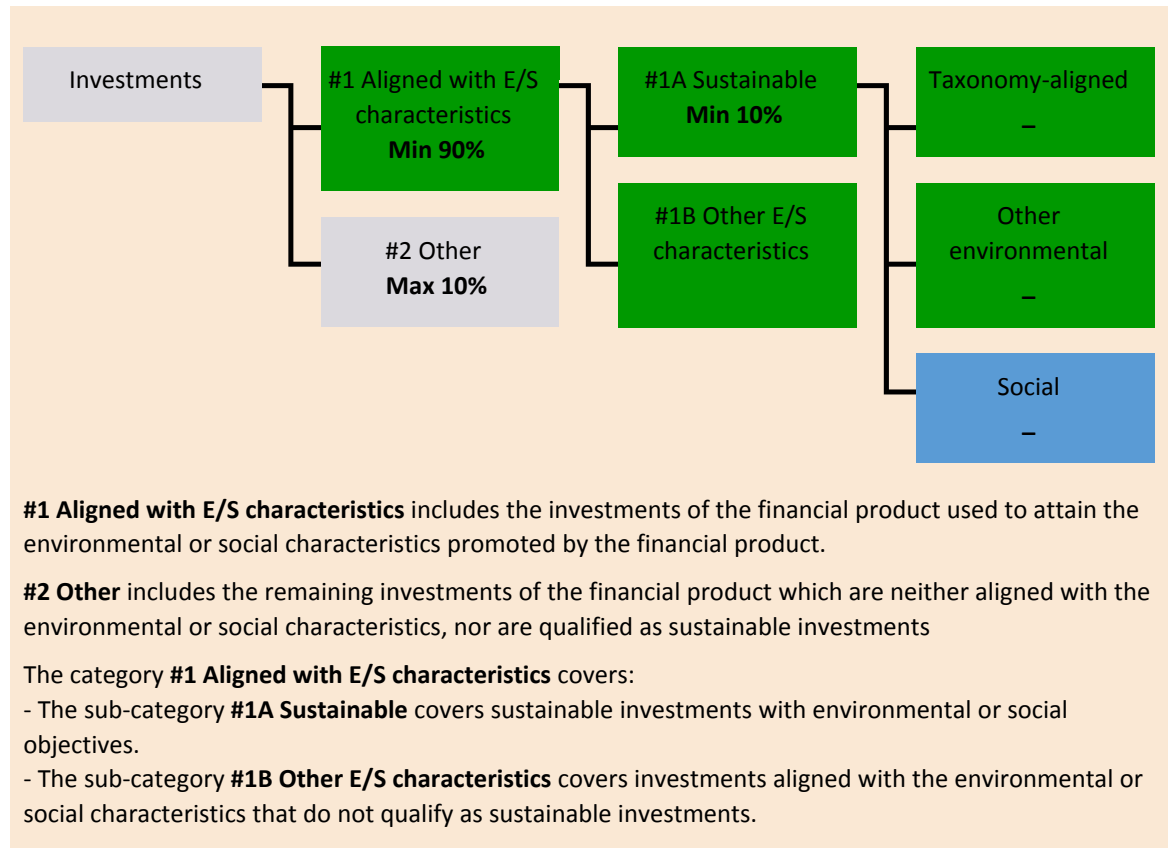 Investments
#1 Aligned with E/S
characteristics
Min 90%
#2 Other
Max 10%
#1A Sustainable
Min 10%
#1B Other E/S
characteristics
Taxonomy-aligned
–
Other
environmental
–
Social
–
#1 Aligned with E/S characteristics includes the investments of the financial product used to attain the
environmental or social characteristics promoted by the financial product.
#2 Other includes the remaining investments of the financial product which are neither aligned with the
environmental or social characteristics, nor are qualified as sustainable investments
The category #1 Aligned with E/S characteristics covers:
- The sub-category #1A Sustainable covers sustainable investments with environmental or social
objectives.
- The sub-category #1B Other E/S characteristics covers investments aligned with the environmental or
social characteristics that do not qualify as sustainable investments.